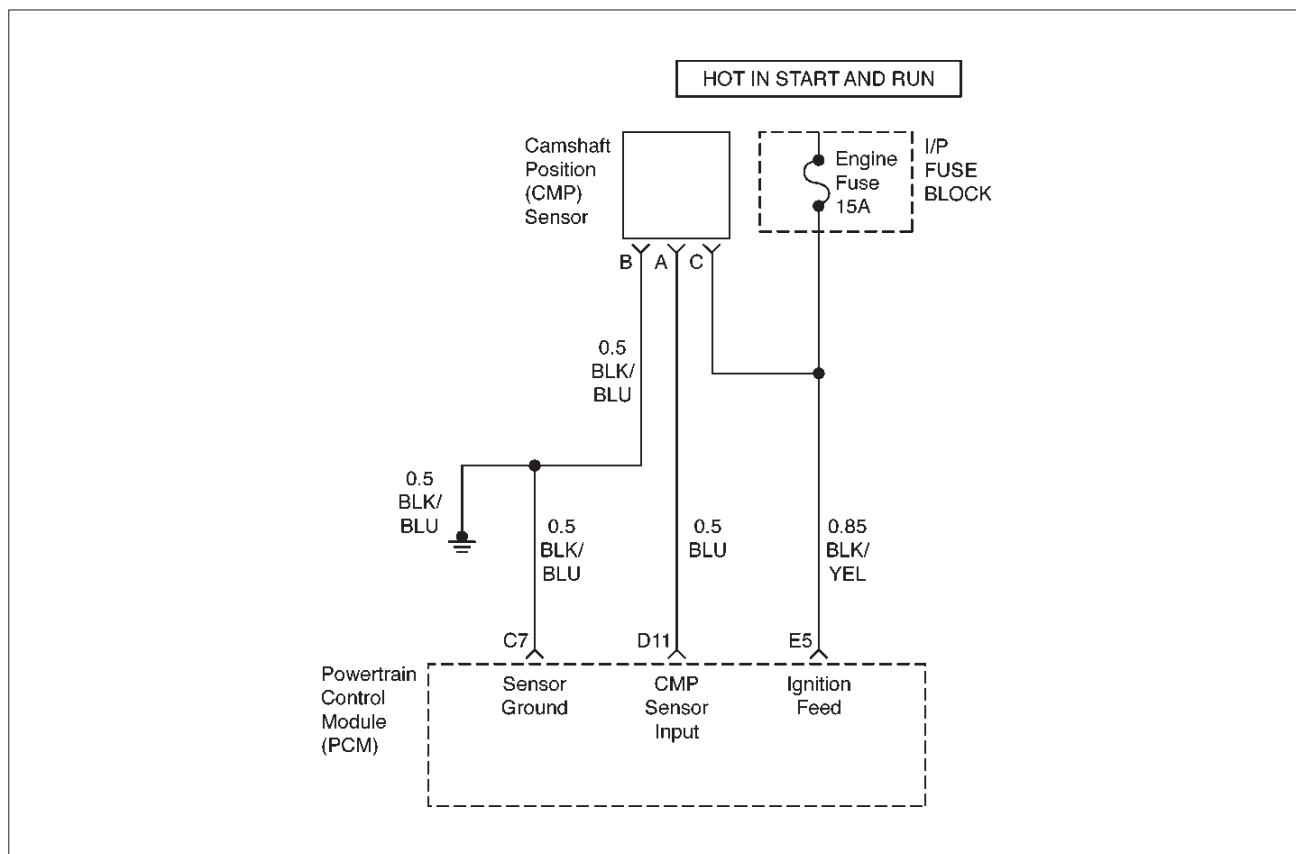 HOT IN START AND RUN
Camshaft
Position
(CMP)
Sensor
Engine
Fuse
15A
I/P
FUSE
BLOCK
B
A
C
0.5
BLK/
BLU
0.5
BLK/
BLU
0.5
BLK/
BLU
0.5
BLU
0.85
BLK/
YEL
C7
D11
E5
Powertrain
Control
Module
(PCM)
Sensor
Ground
CMP
Sensor
Input
Ignition
Feed